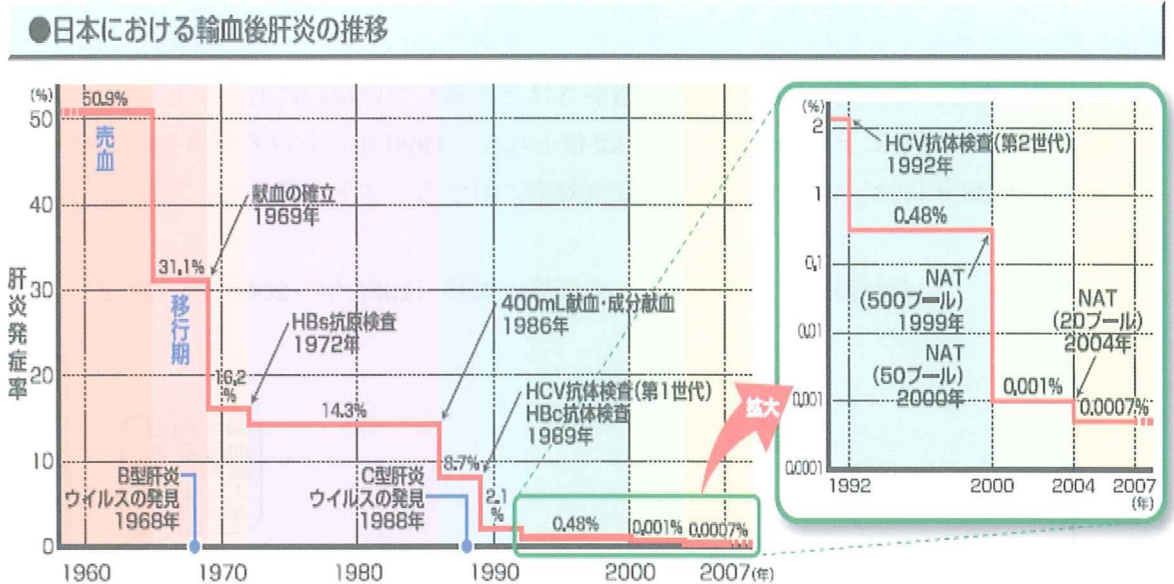 ●日本における輸血後肝炎の推移
(%)
50
40
30
20
10
0
肝炎発症率
50.9%
売血
31.1%
移行期
献血の確立
1969年
16.2
%
HBs抗原検査
1972年
14.3%
400mL献血・成分献血
1986年
8.7%
HCV抗体検査(第1世代)
HBc抗体検査
1989年
2.1
%
0.48%
0.001%
0.0007%
B型肝炎
ウイルスの発見
1968年
C型肝炎
ウイルスの発見
1988年
1960
1970
1980
1990
2000
2007(年)
拡大
(%)
2
1
0.1
0.01
0.001
0.0001
HCV抗体検査(第2世代)
1992年
0.48%
NAT
(500プール)
1999年
NAT
(50プール)
2000年
NAT
(20プール)
2004年
0.001%
0.0007%
1992
2000
2004
2007
(年)